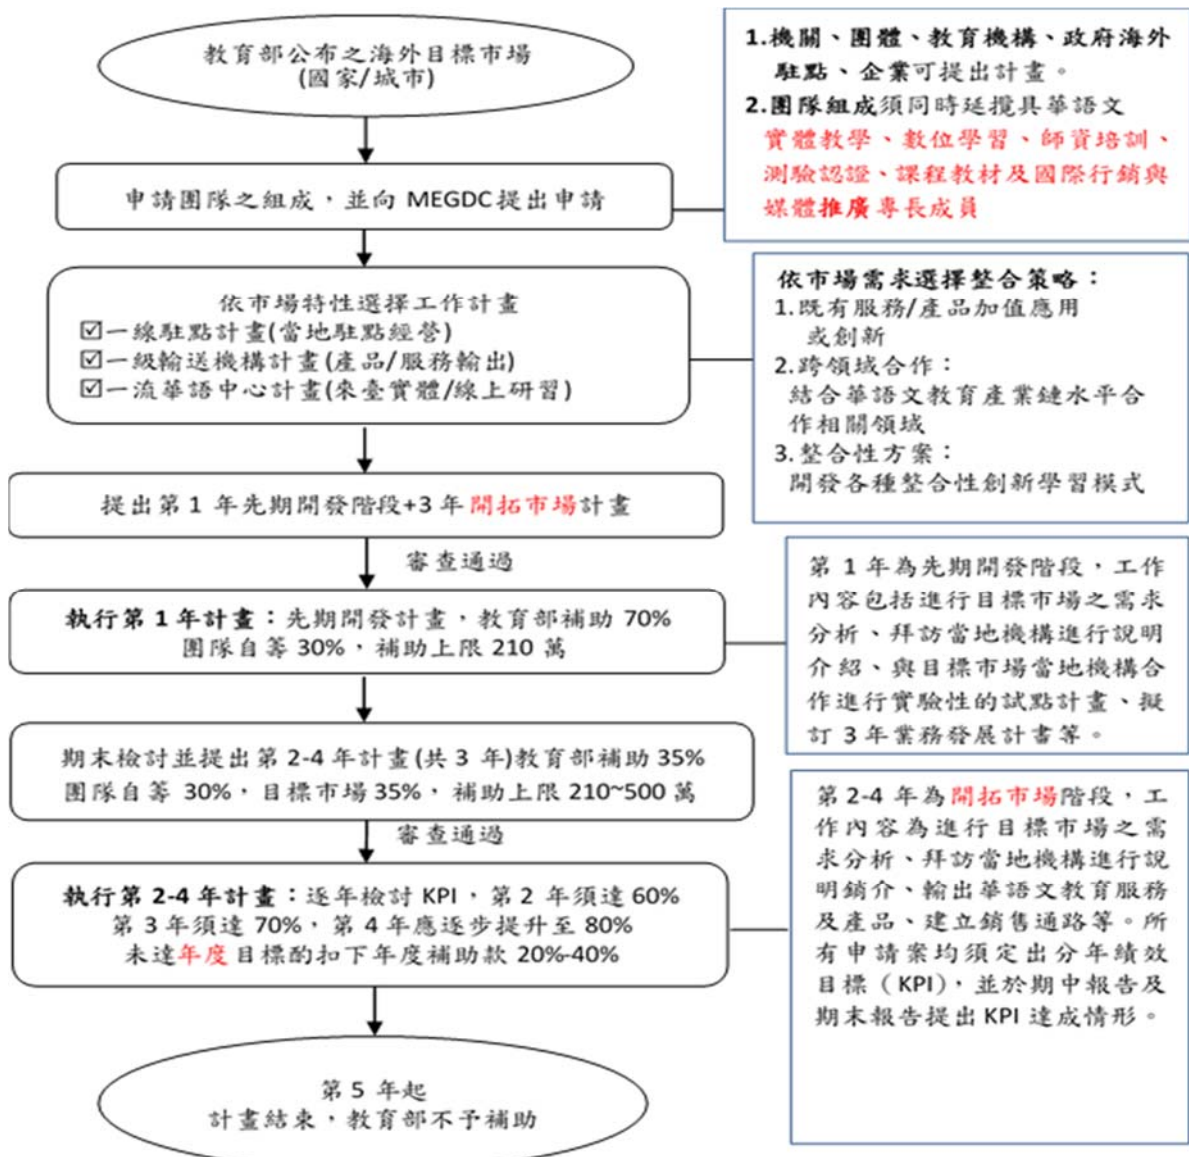 教育部公布之海外目標市場
(國家/城市)
1.機關、團體、教育機構、政府海外
駐點、企業可提出計畫。
2.團隊組成須同時延攬具華語文
實體教學、數位學習、師資培訓、
測驗認證、課程教材及國際行銷與
媒體推廣專長成員
申請團隊之組成，並向 MEGDC 提出申請
依市場特性選擇工作計畫
☑一線駐點計畫(當地駐點經營)
☑一級輸送機構計畫(產品/服務輸出)
☑一流華語中心計畫(來臺實體/線上研習)
依市場需求選擇整合策略：
1.既有服務/產品加值應用
或創新
2.跨領域合作：
結合華語文教育產業鏈水平合
作相關領域
3.整合性方案：
開發各種整合性創新學習模式
提出第 1 年先期開發階段+3 年開拓市場計畫
審查通過
執行第 1 年計畫：先期開發計畫，教育部補助 70%
團隊自籌 30%，補助上限 210 萬
第 1 年為先期開發階段，工作
內容包括進行目標市場之需求
分析、拜訪當地機構進行說明
介紹、與目標市場當地機構合
作進行實驗性的試點計畫、擬
訂 3 年業務發展計書等。
期末檢討並提出第 2-4 年計畫(共 3 年)教育部補助 35%
團隊自籌 30%，目標市場 35%，補助上限 210~500 萬
審查通過
執行第 2-4 年計畫：逐年檢討 KPI，第 2 年須達 60%
第 3 年須達 70%，第 4 年應逐步提升至 80%
未達年度目標酌扣下年度補助款 20%-40%
第 2-4 年為開拓市場階段，工
作內容為進行目標市場之需
求分析、拜訪當地機構進行說
明銷介、輸出華語文教育服務
及產品、建立銷售通路等。所
有申請案均須定出分年績效
目標（KPI），並於期中報告及
期末報告提出 KPI 達成情形。
第 5 年起
計畫結束，教育部不予補助